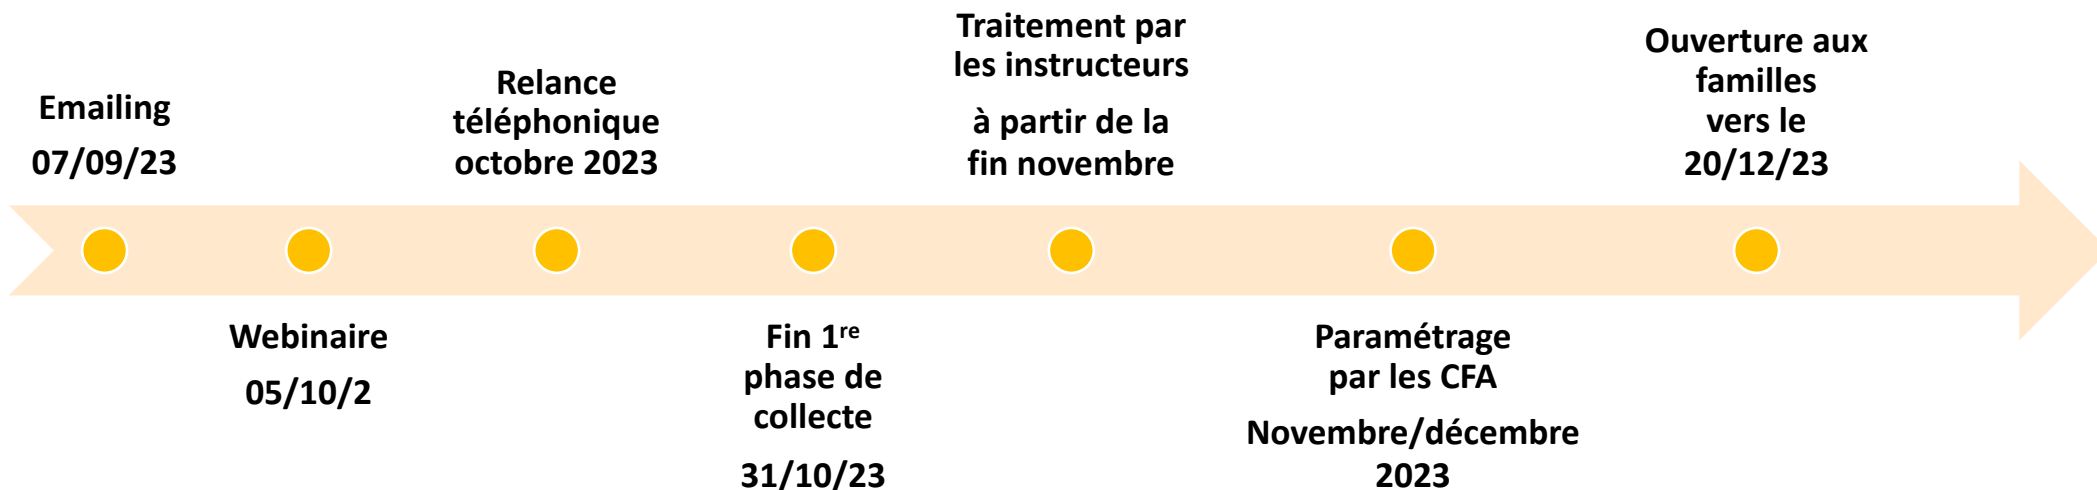 Emailing
07/09/23
Webinaire
05/10/2
Relance
téléphonique
octobre 2023
Fin 1re
phase de
collecte
31/10/23
Traitement par
les instructeurs
à partir de la
fin novembre
Paramétrage
par les CFA
Novembre/décembre
2023
Ouverture aux
familles
vers le
20/12/23